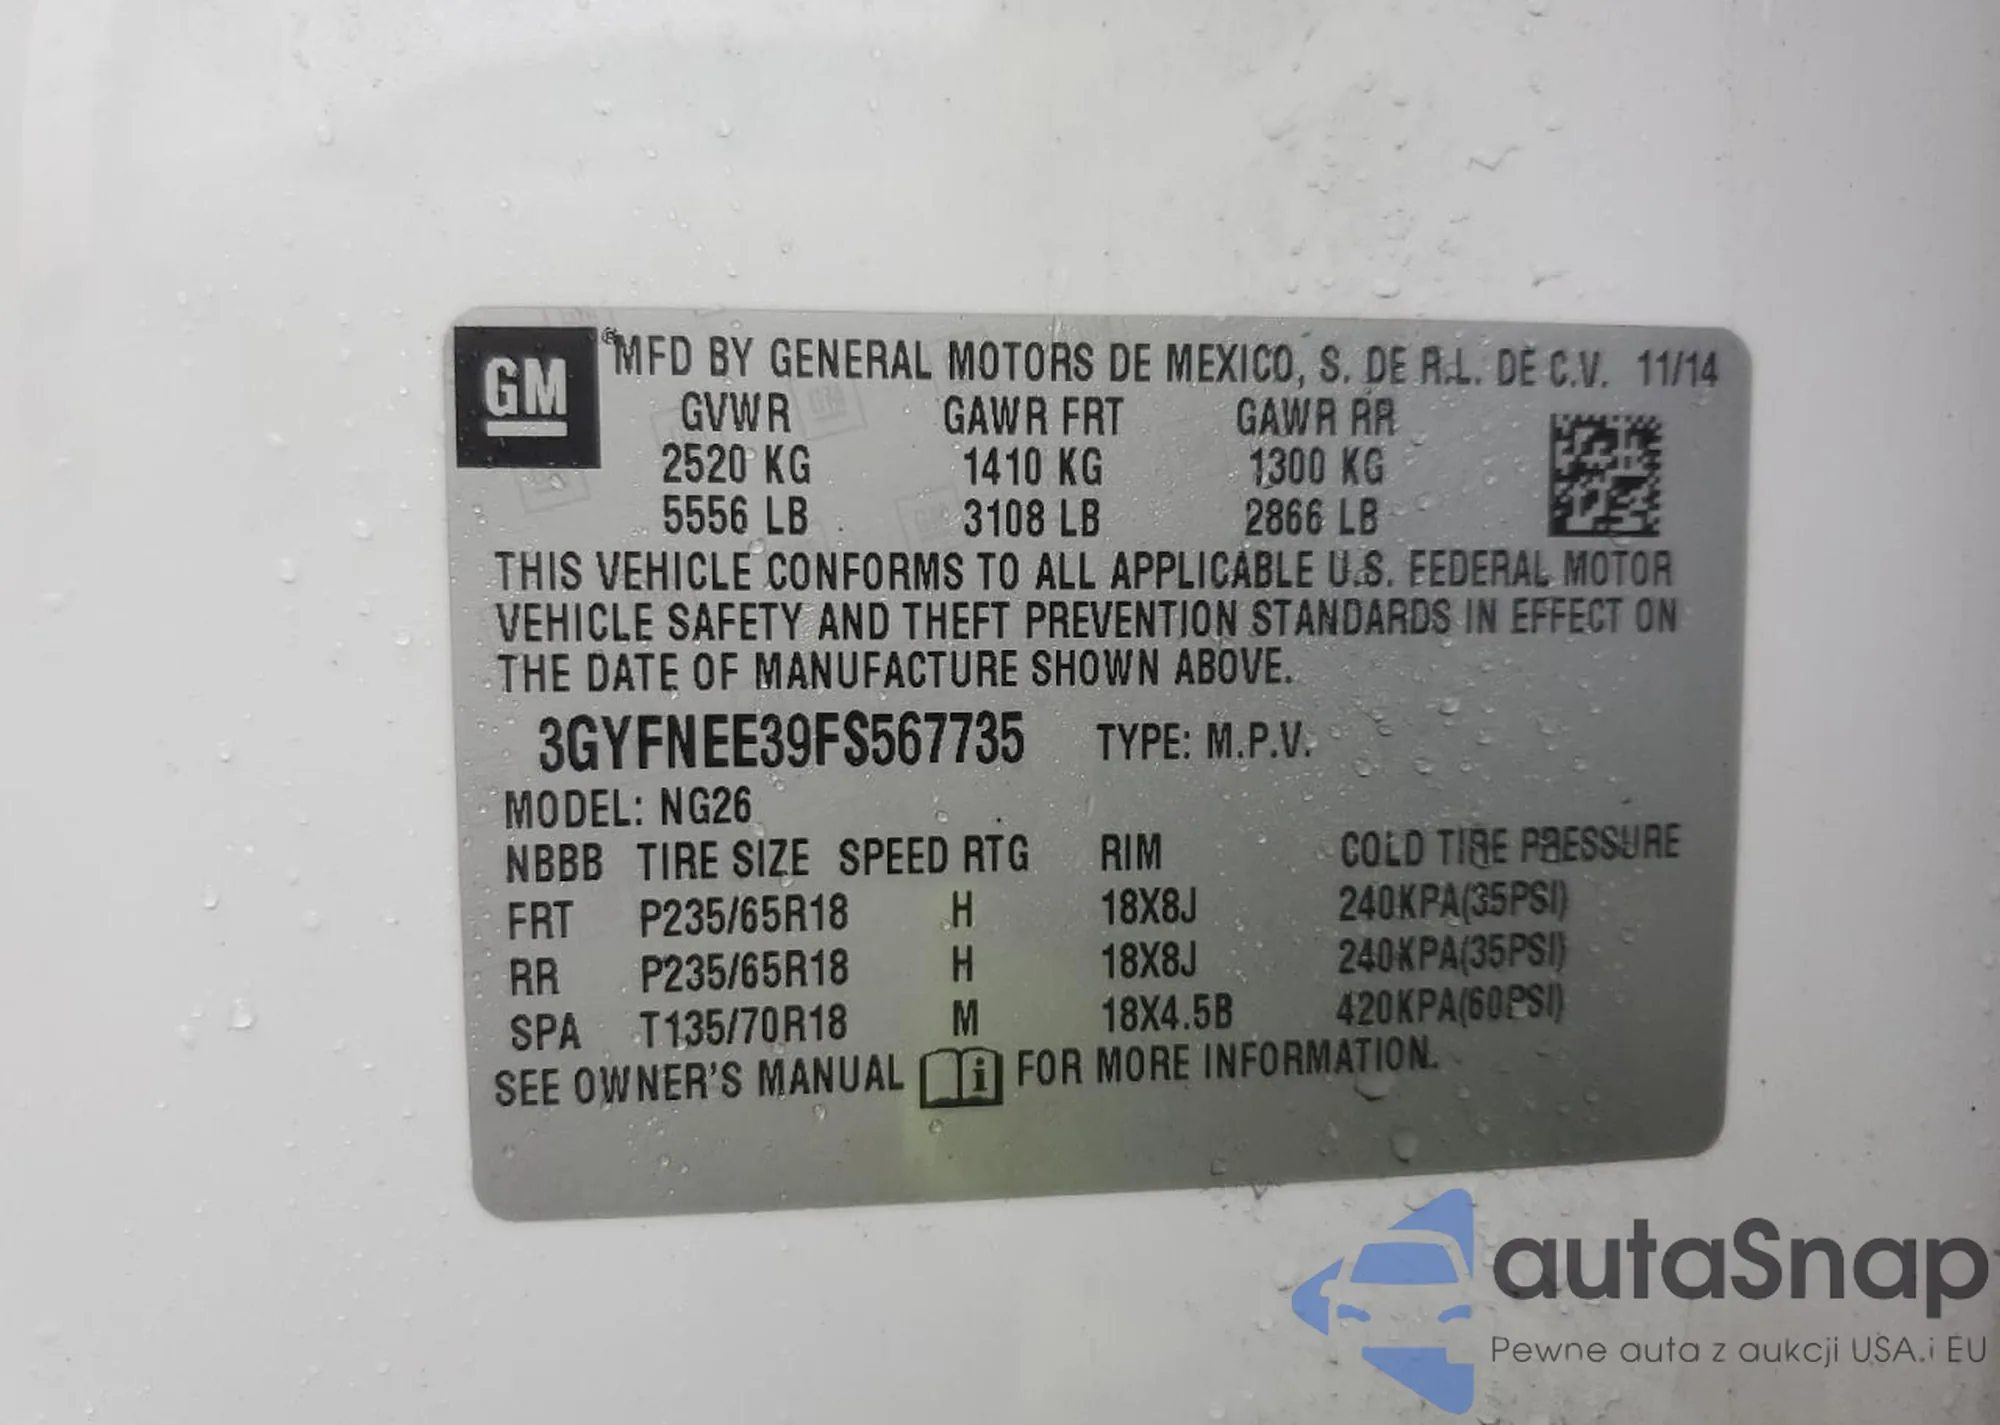 GM
® MFD BY GENERAL MOTORS DE MEXICO, S. DE R.L. DE C.V. 11/14
GVWR GAWR FRT GAWR RR
2520 KG 1410 KG 1300 KG
5556 LB 3108 LB 2866 LB
THIS VEHICLE CONFORMS TO ALL APPLICABLE U.S. FEDERAL MOTOR
VEHICLE SAFETY AND THEFT PREVENTION STANDARDS IN EFFECT ON
THE DATE OF MANUFACTURE SHOWN ABOVE.
3GYFNEE39FS567735 TYPE: M.P.V.
MODEL: NG26
NBBB TIRE SIZE SPEED RTG RIM COLD TIRE PRESSURE
FRT P235/65R18 H 18X8J 240KPA(35PSI)
RR P235/65R18 H 18X8J 240KPA(35PSI)
SPA T135/70R18 M 18X4.5B 420KPA(60PSI)
SEE OWNER'S MANUAL i FOR MORE INFORMATION.
autaSnap
Pewne auta z aukcji USA i EU